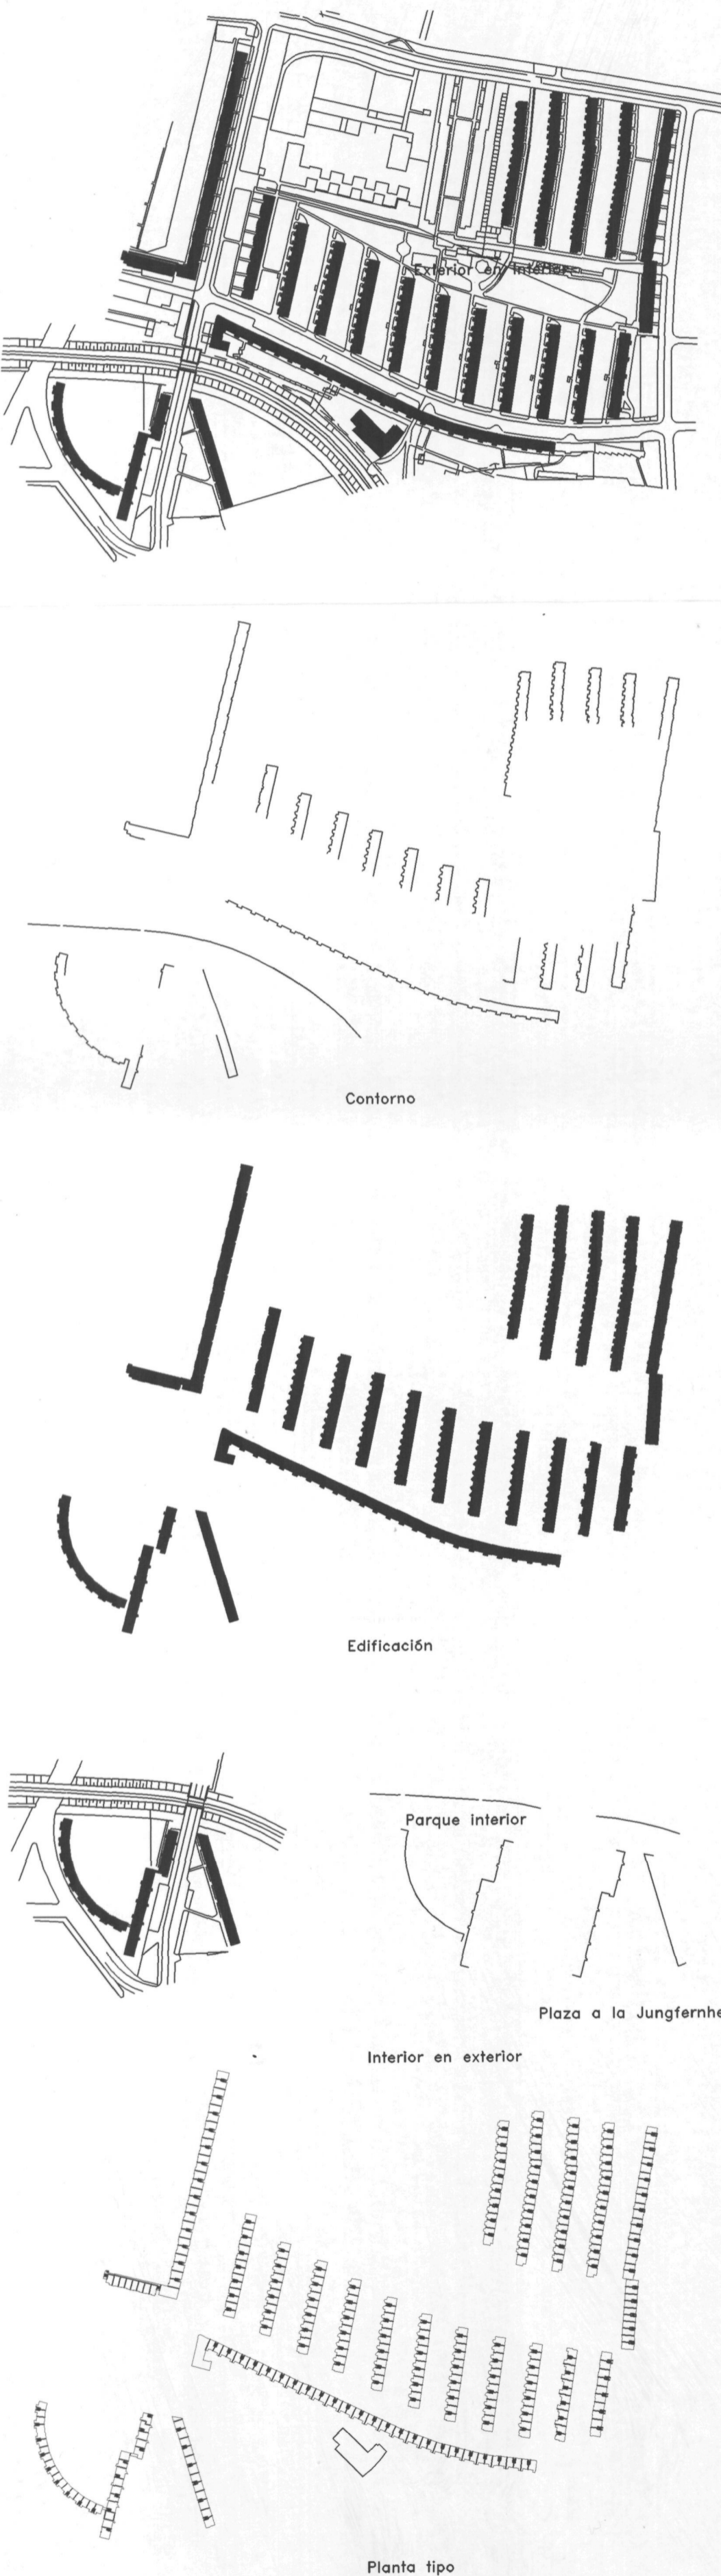 Exterior en interior
Contorno
Edificación
Parque interior
Plaza a la Jungfernhe
Interior en exterior
Planta tipo